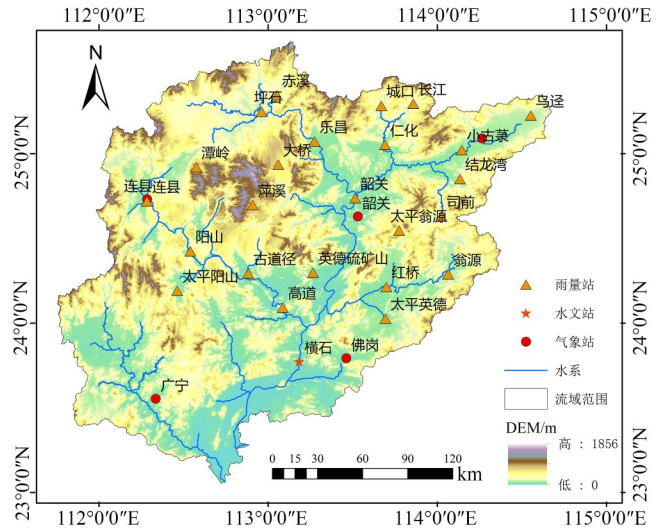 112°0′0″E
113°0′0″E
114°0′0″E
115°0′0″E
N
赤溪
坪石
城口
长江
乌迳
乐昌
仁化
小古菉
25°0′0″N
25°0′0″N
潭岭
大桥
结龙湾
连县
连县
萍溪
韶关
司前
韶关
太平翁源
阳山
古道径
英德硫矿山
翁源
太平阳山
红桥
雨量站
高道
太平英德
水文站
24°0′0″N
24°0′0″N
横石
佛岗
气象站
水系
广宁
流域范围
DEM/m
高 : 1856
低 : 0
0 15 30 60 90 120
km
23°0′0″N
23°0′0″N
112°0′0″E
113°0′0″E
114°0′0″E
115°0′0″E